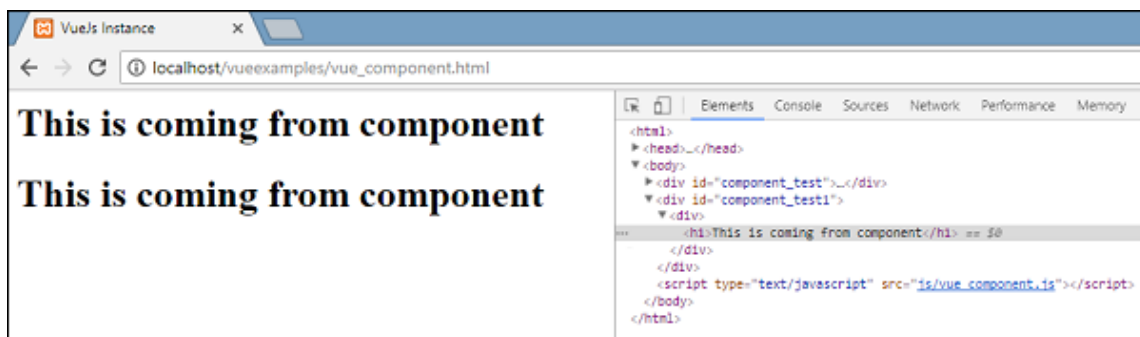 VueJs Instance
localhost/vueexamples/vue_component.html
This is coming from component
This is coming from component
Elements Console Sources Network Performance Memory
<html>
<head>…</head>
<body>
<div id="component_test">…</div>
<div id="component_test1">
<div>
<h1>This is coming from component</h1> == $0
</div>
</div>
<script type="text/javascript" src="js/vue_component.js"></script>
</body>
</html>